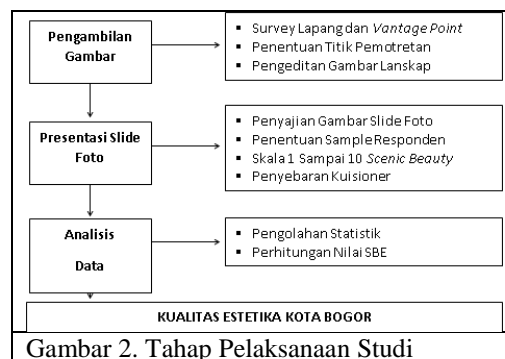 Pengambilan
Gambar
▪ Survey Lapang dan Vantage Point
▪ Penentuan Titik Pemotretan
▪ Pengeditan Gambar Lanskap
Presentasi Slide
Foto
▪ Penyajian Gambar Slide Foto
▪ Penentuan Sample Responden
▪ Skala 1 Sampai 10 Scenic Beauty
▪ Penyebaran Kuisioner
Analisis
Data
▪ Pengolahan Statistik
▪ Perhitungan Nilai SBE
KUALITAS ESTETIKA KOTA BOGOR
Gambar 2. Tahap Pelaksanaan Studi